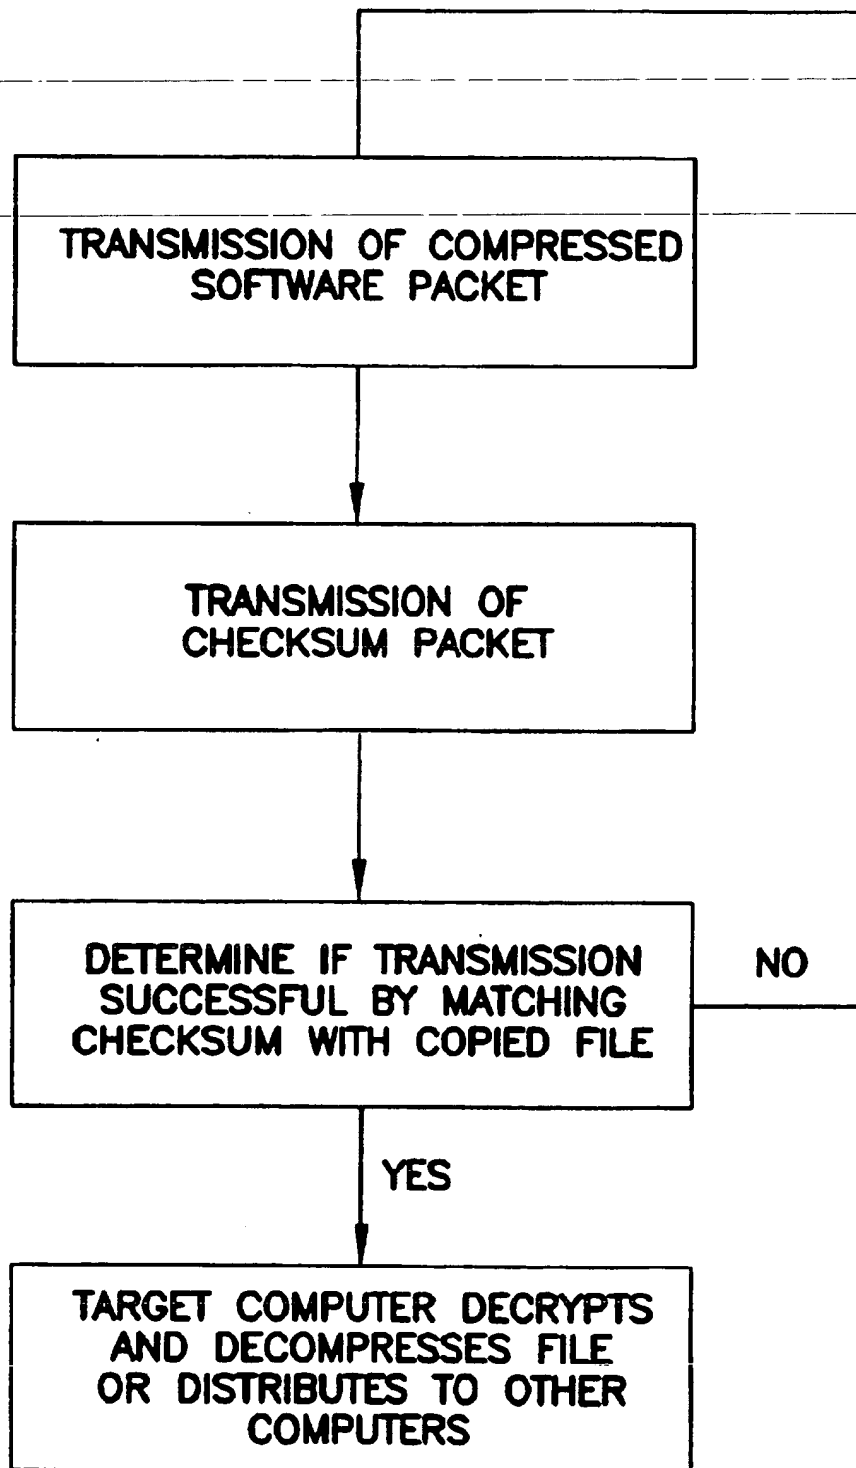 TRANSMISSION OF COMPRESSED
SOFTWARE PACKET
TRANSMISSION OF
CHECKSUM PACKET
DETERMINE IF TRANSMISSION
SUCCESSFUL BY MATCHING
CHECKSUM WITH COPIED FILE
NO
YES
TARGET COMPUTER DECRYPTS
AND DECOMPRESSES FILE
OR DISTRIBUTES TO OTHER
COMPUTERS